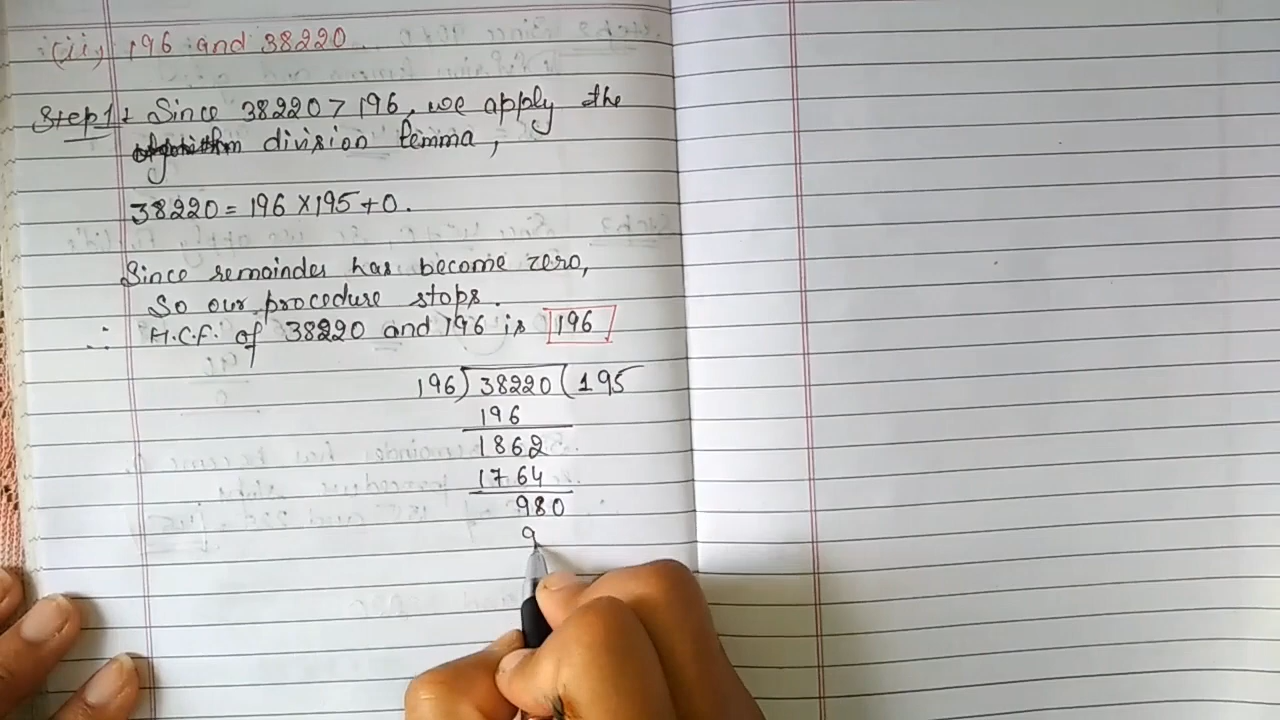 (ii) 196 and 38220
Step 1: Since 38220 > 196, we apply the
division lemma,
38220 = 196 × 195 + 0.
Since remainder has become zero,
So our procedure stops.
∴ H.C.F. of 38220 and 196 is 196
196) 38220 (195
196
1862
1764
980
9